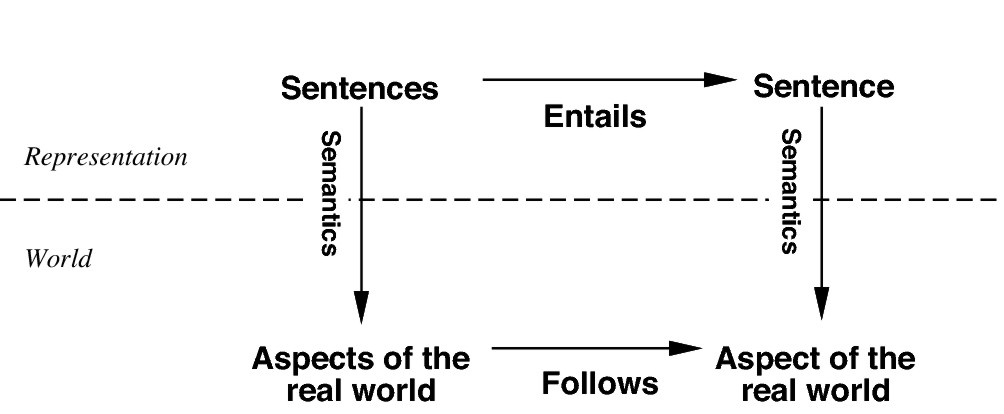 Sentences
Sentence
Entails
Semantics
Semantics
Representation
World
Aspects of the
real world
Follows
Aspect of the
real world